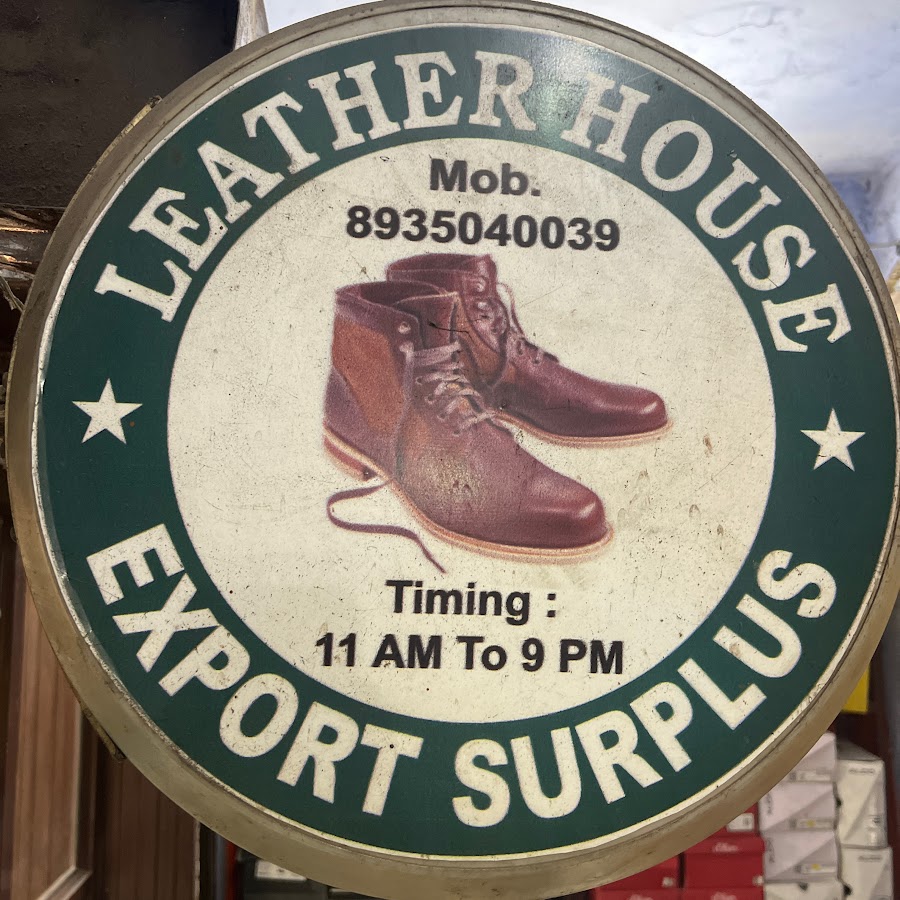 LEATHER HOUSE
Mob.
8935040039
Timing :
11 AM To 9 PM
EXPORT SURPLUS